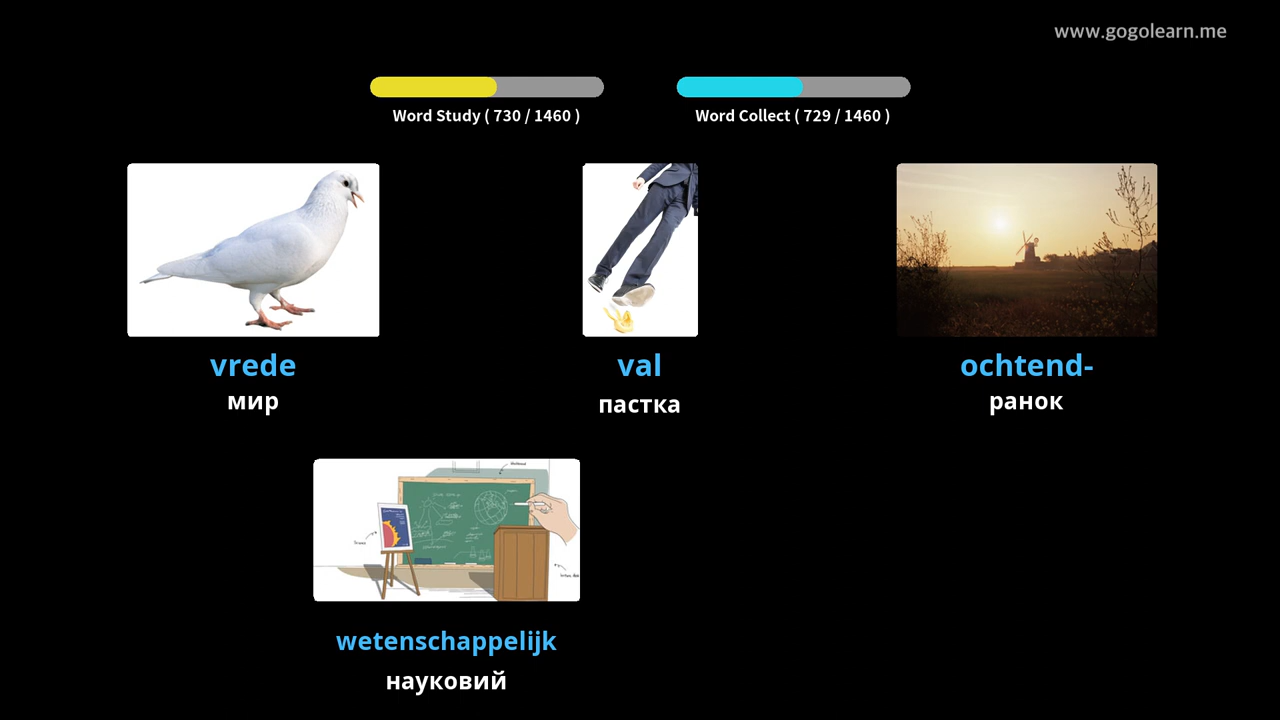 www.gogolearn.me
Word Study ( 730 / 1460 )
Word Collect ( 729 / 1460 )
vrede
val
ochtend-
мир
пастка
ранок
wetenschappelijk
науковий